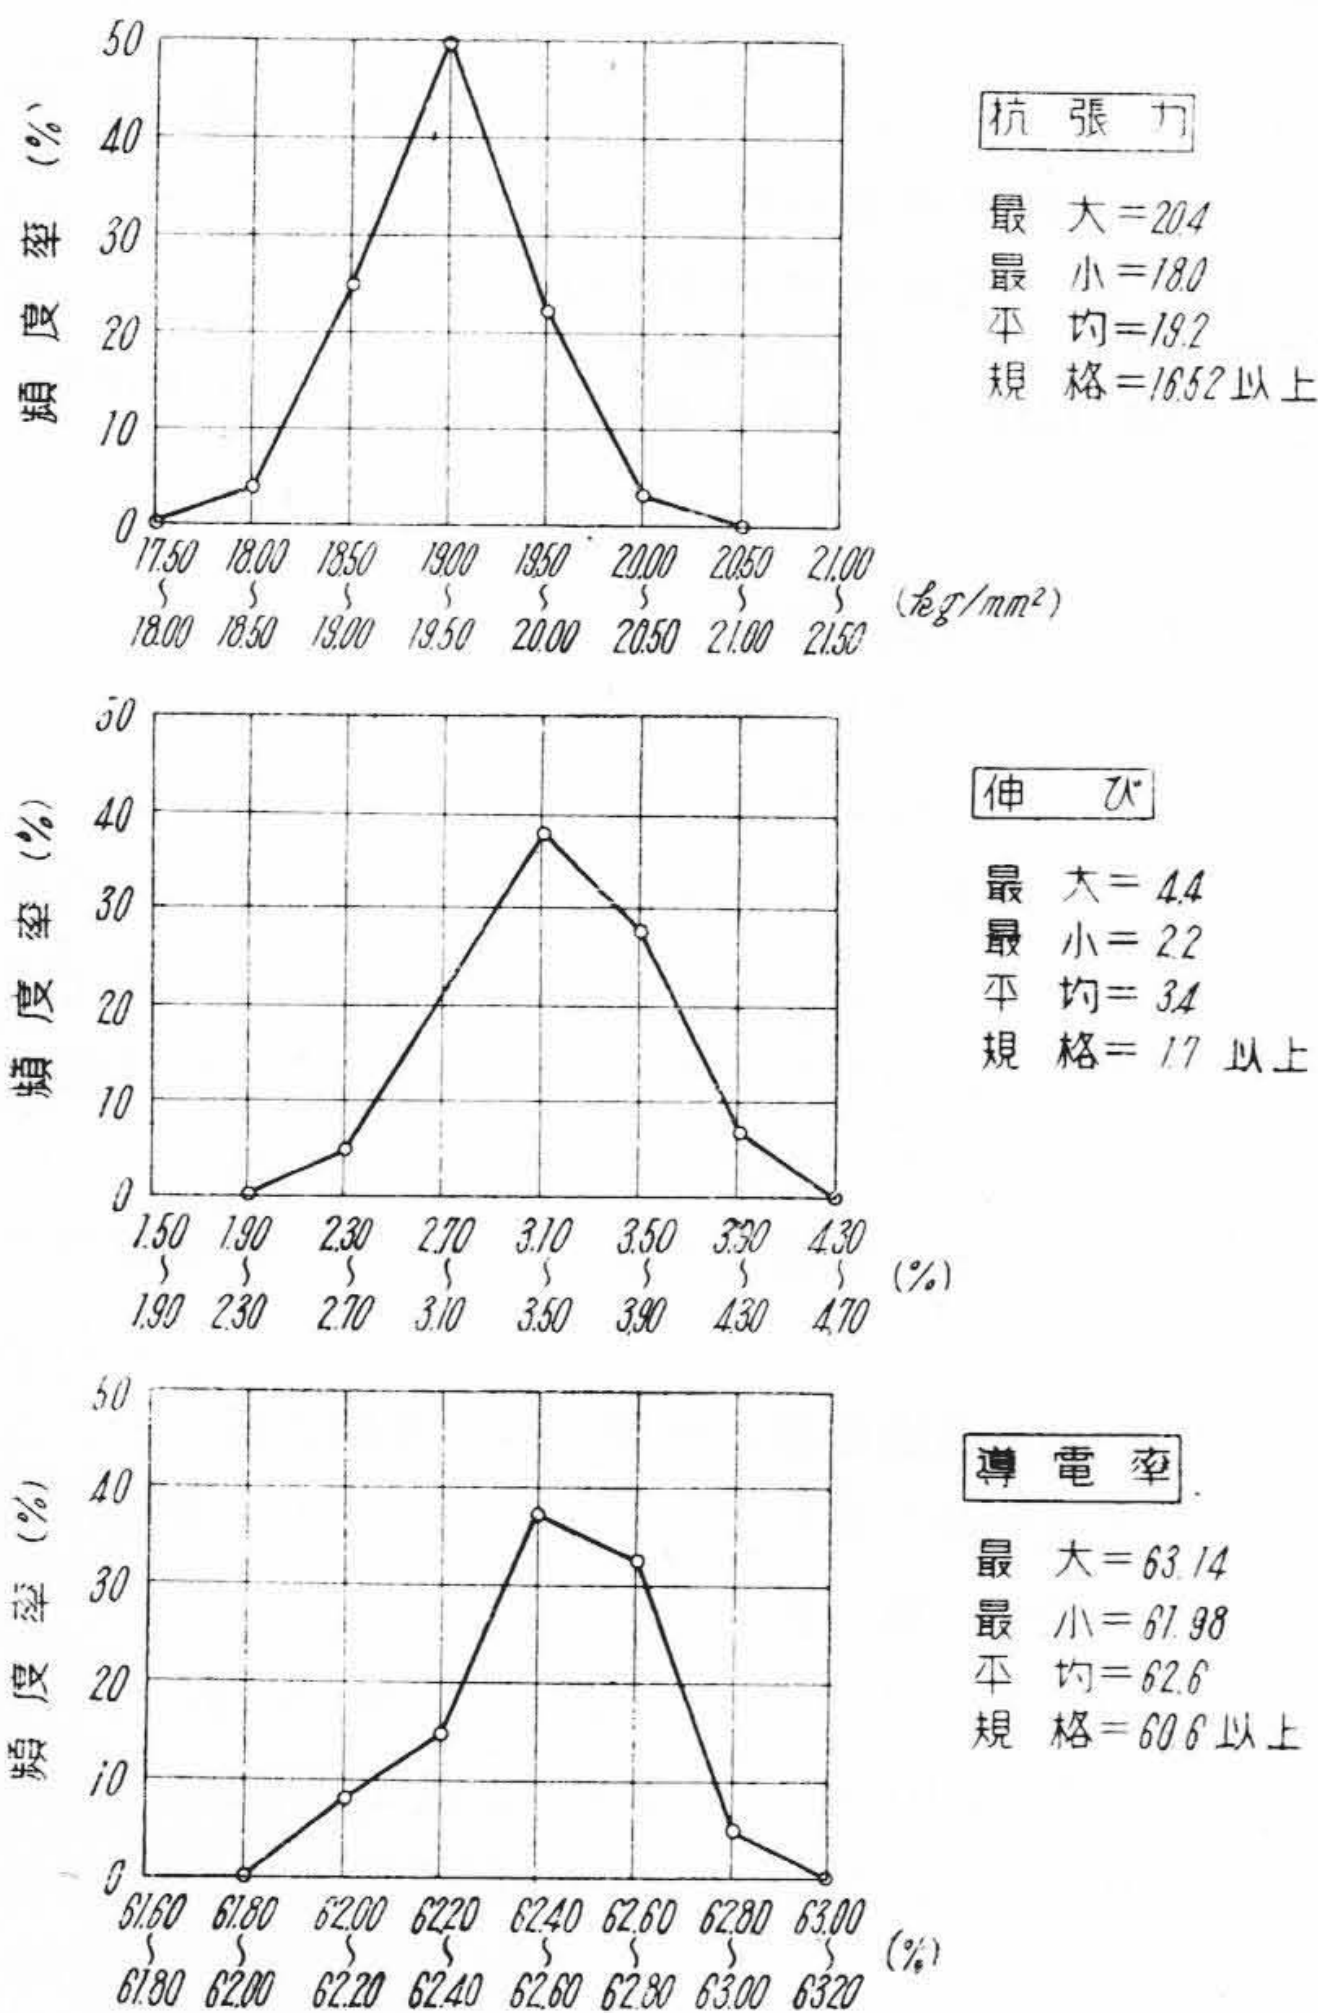 頻度率 (%)
50
40
30
20
10
0
17.50 18.00 18.50 19.00 19.50 20.00 20.50 21.00
~ ~ ~ ~ ~ ~ ~ ~
18.00 18.50 19.00 19.50 20.00 20.50 21.00 21.50
(kg/mm²)
抗張力
最大=20.4
最小=18.0
平均=19.2
規格=16.52以上
頻度率 (%)
50
40
30
20
10
0
1.50 1.90 2.30 2.70 3.10 3.50 3.90 4.30
~ ~ ~ ~ ~ ~ ~ ~
1.90 2.30 2.70 3.10 3.50 3.90 4.30 4.70
(%)
伸び
最大=4.4
最小=2.2
平均=3.4
規格=1.7以上
頻度率 (%)
50
40
30
20
10
0
61.60 61.80 62.00 62.20 62.40 62.60 62.80 63.00
~ ~ ~ ~ ~ ~ ~ ~
61.80 62.00 62.20 62.40 62.60 62.80 63.00 63.20
(%)
導電率
最大=63.14
最小=61.98
平均=62.6
規格=60.6以上